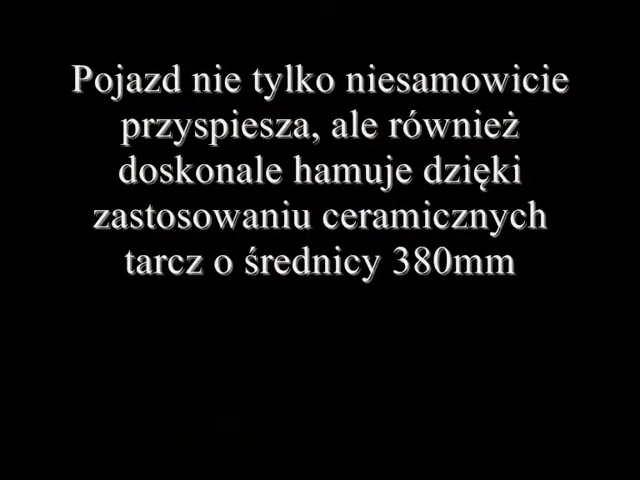 Pojazd nie tylko niesamowicie
przyspiesza, ale również
doskonale hamuje dzięki
zastosowaniu ceramicznych
tarcz o średnicy 380mm